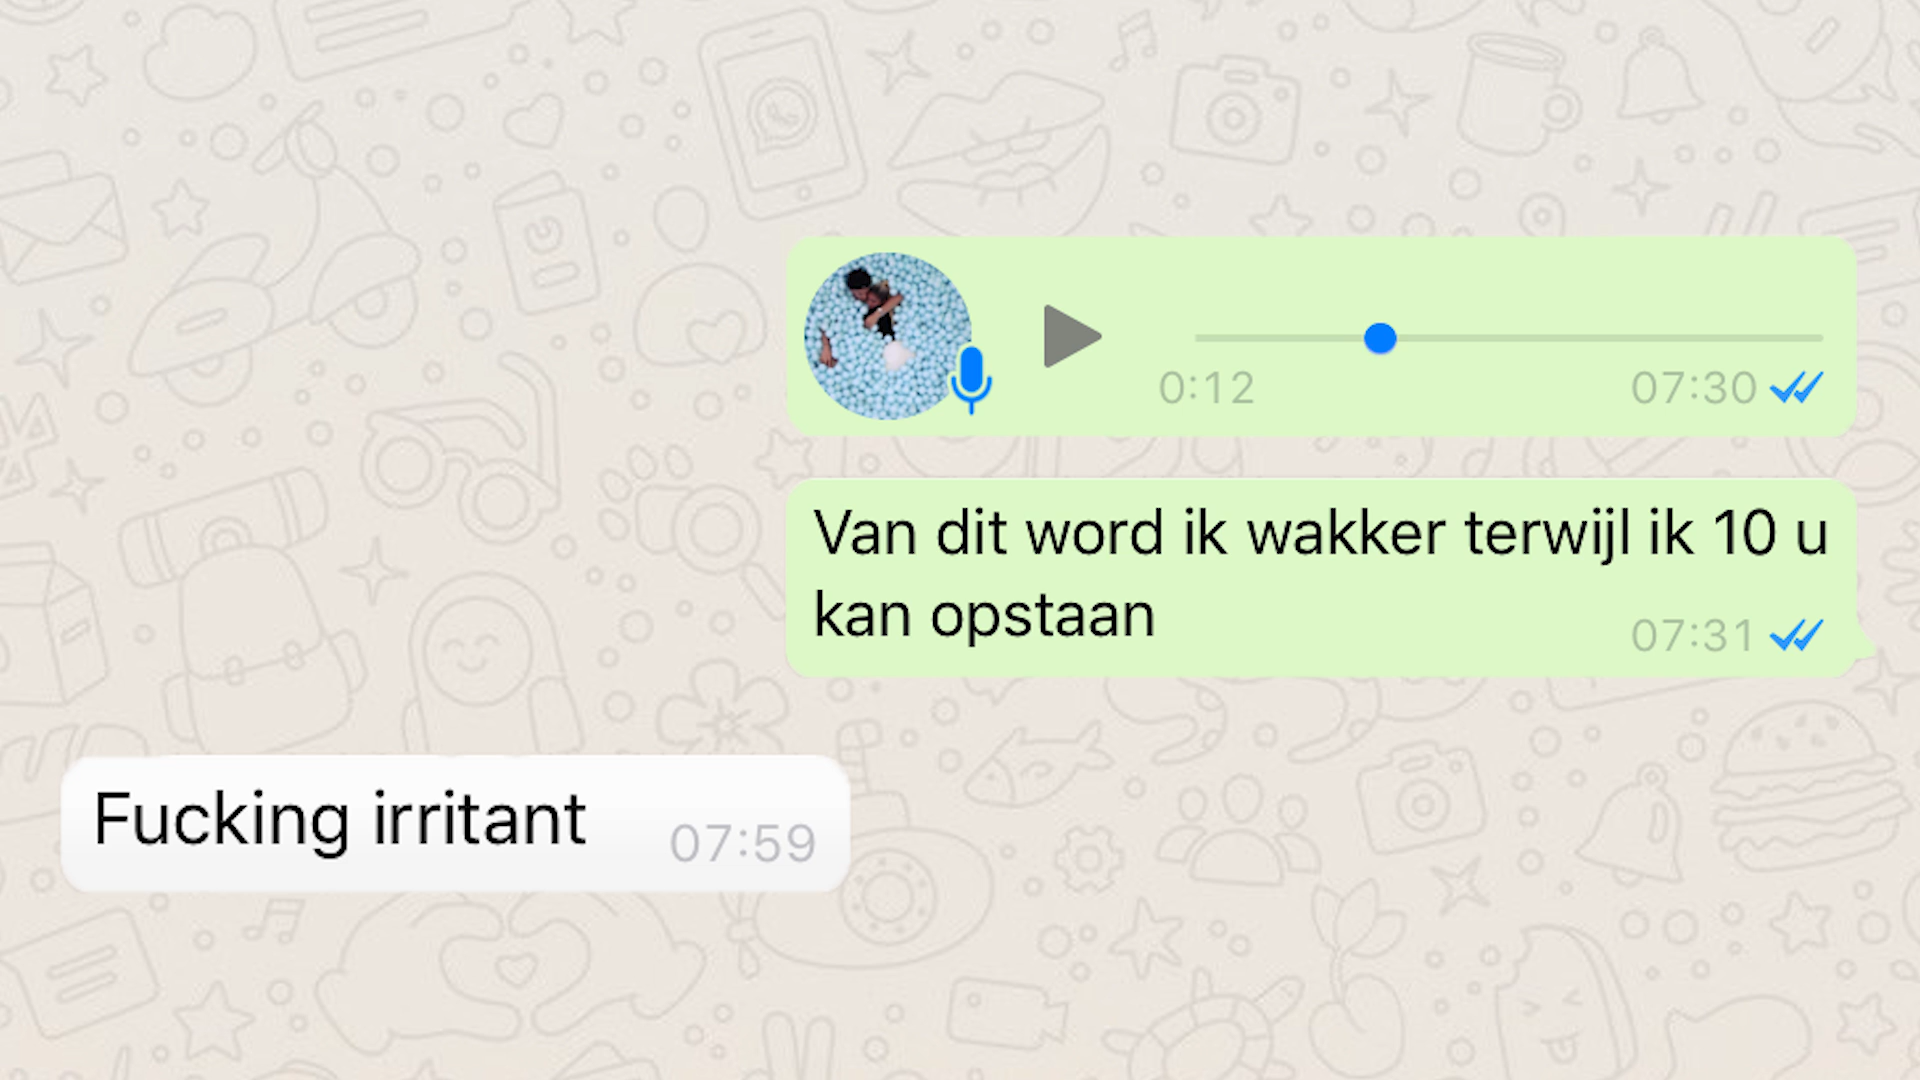 0:12 07:30
Van dit word ik wakker terwijl ik 10 u
kan opstaan
07:31
Fucking irritant 07:59